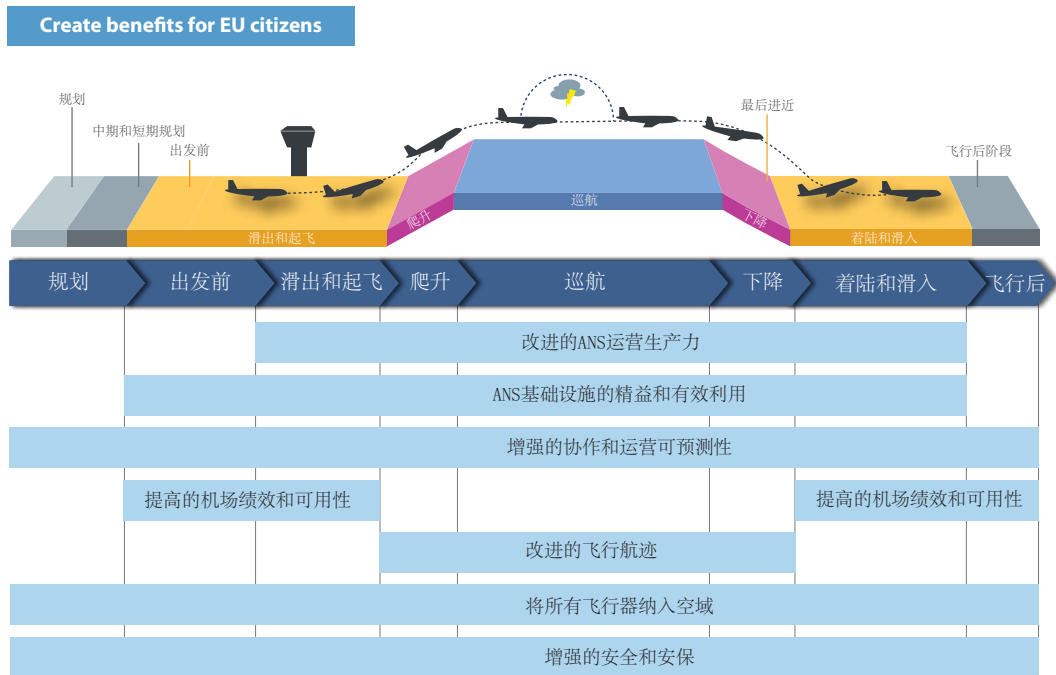 Create benefits for EU citizens
规划
中期和短期规划
出发前
最后进近
飞行后阶段
滑出和起飞
爬升
巡航
下降
着陆和滑入
规划
出发前
滑出和起飞
爬升
巡航
下降
着陆和滑入
飞行后
改进的ANS运营生产力
ANS基础设施的精益和有效利用
增强的协作和运营可预测性
提高的机场绩效和可用性
提高的机场绩效和可用性
改进的飞行航迹
将所有飞行器纳入空域
增强的安全和安保